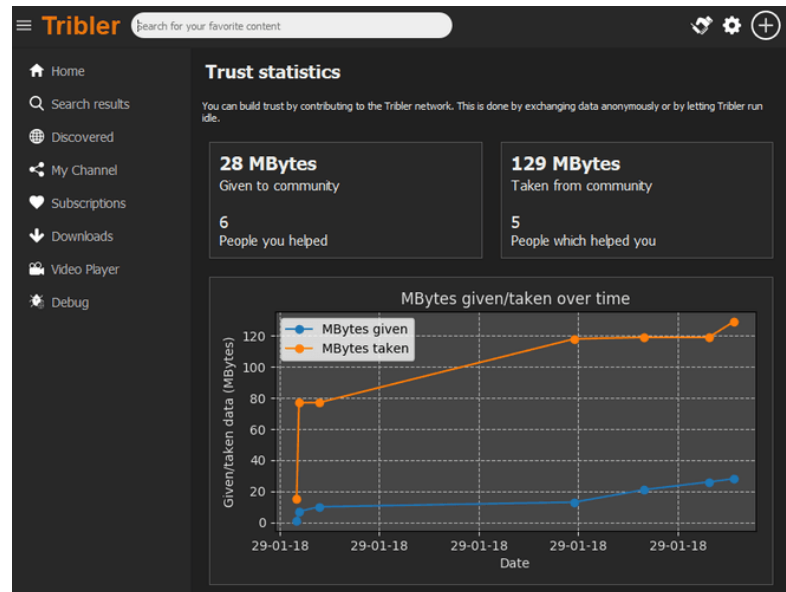 Tribler
Search for your favorite content
Home
Search results
Discovered
My Channel
Subscriptions
Downloads
Video Player
Debug
Trust statistics
You can build trust by contributing to the Tribler network. This is done by exchanging data anonymously or by letting Tribler run
idle.
28 MBytes
Given to community
6
People you helped
129 MBytes
Taken from community
5
People which helped you
MBytes given/taken over time
MBytes given
MBytes taken
Given/taken data (MBytes)
120
100
80
60
40
20
0
29-01-18 29-01-18 29-01-18 29-01-18 29-01-18
Date